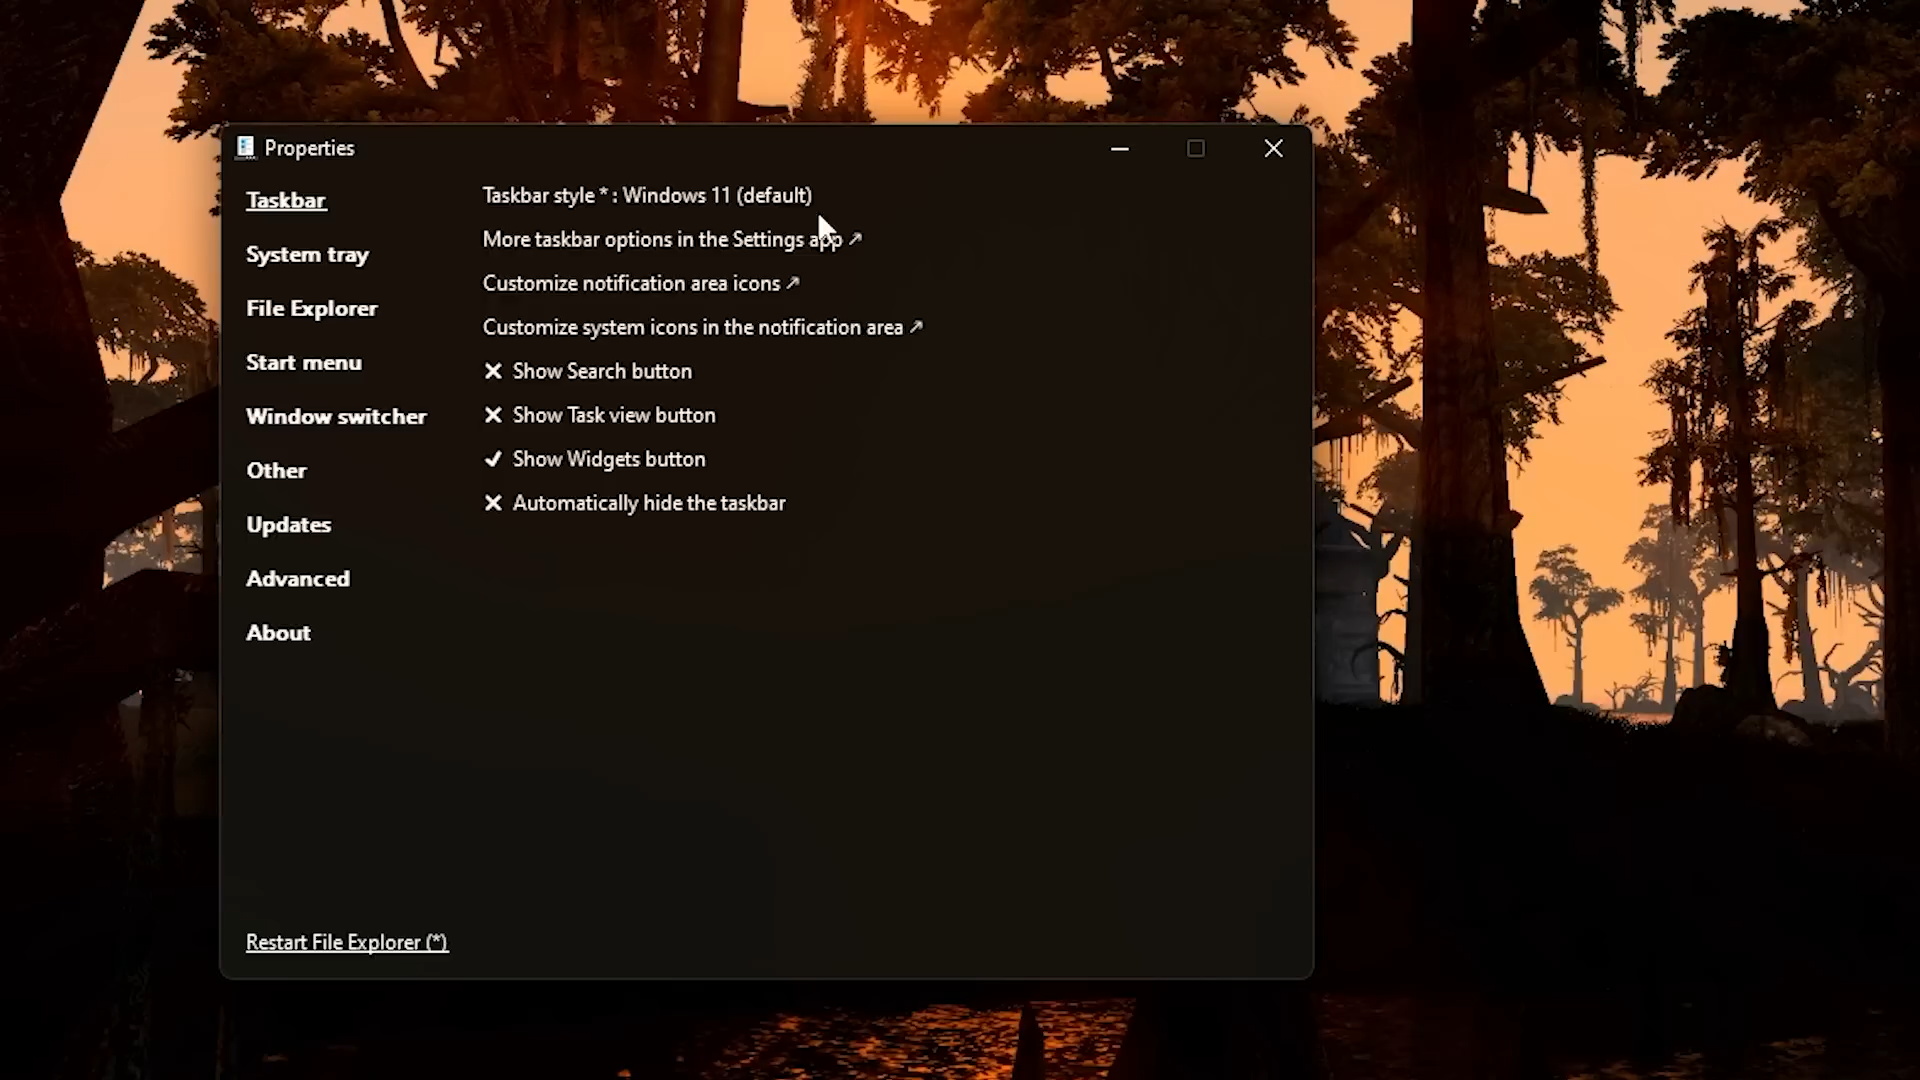 Properties
Taskbar
System tray
File Explorer
Start menu
Window switcher
Other
Updates
Advanced
About
Taskbar style * : Windows 11 (default)
More taskbar options in the Settings app ↗
Customize notification area icons ↗
Customize system icons in the notification area ↗
Show Search button
Show Task view button
Show Widgets button
Automatically hide the taskbar
Restart File Explorer (*)